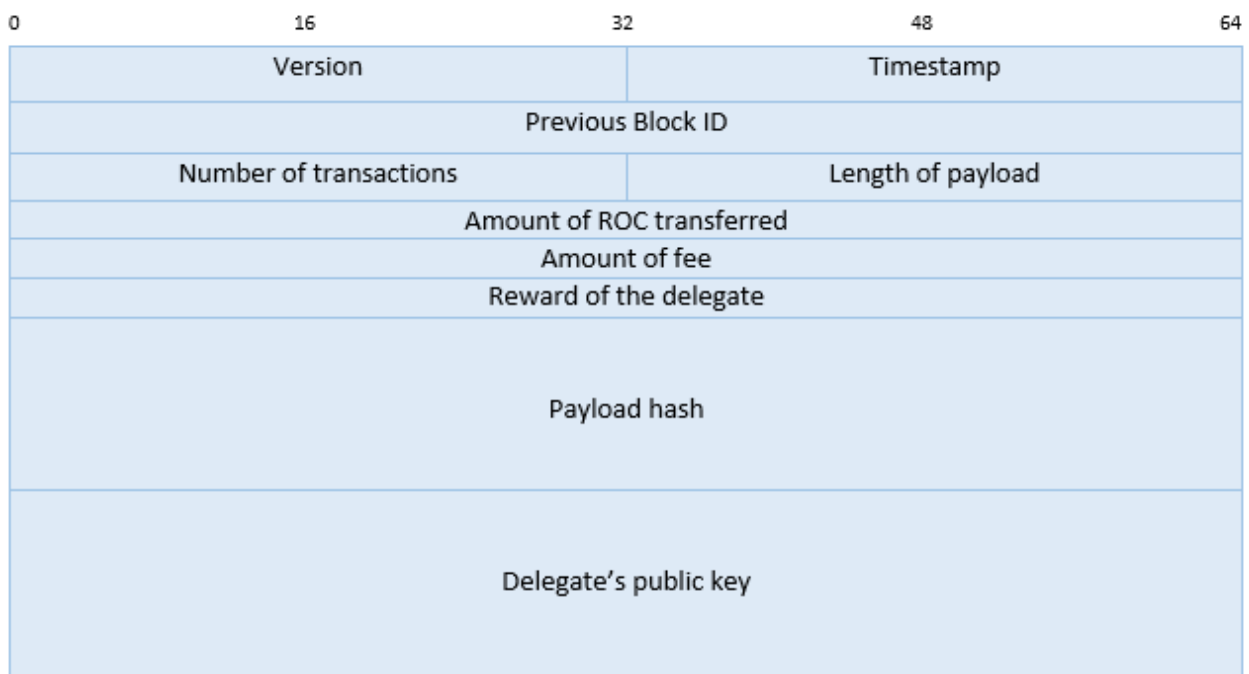 0 16 32 48 64
Version Timestamp
Previous Block ID
Number of transactions Length of payload
Amount of ROC transferred
Amount of fee
Reward of the delegate
Payload hash
Delegate’s public key